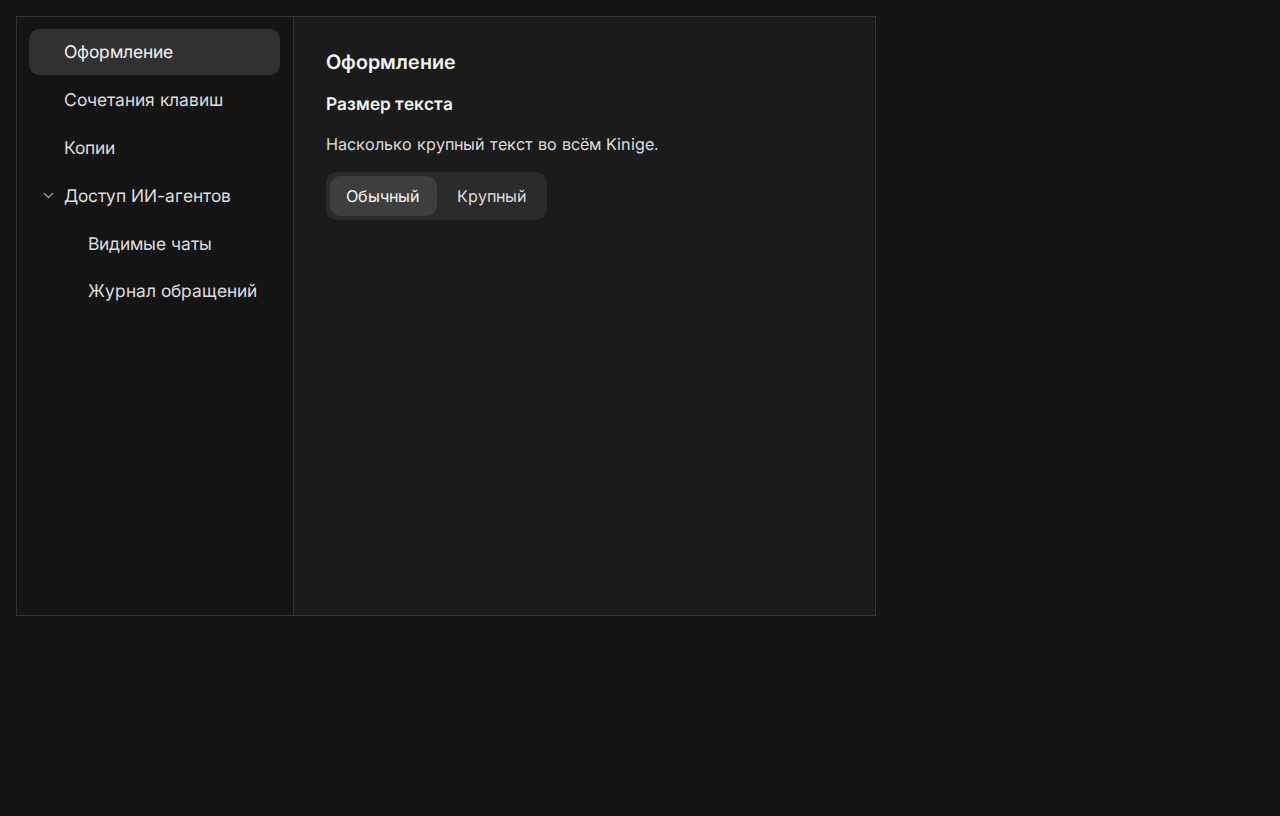 Оформление
Сочетания клавиш
Копии
Доступ ИИ-агентов
Видимые чаты
Журнал обращений
Оформление
Размер текста
Насколько крупный текст во всём Kinige.
Обычный Крупный